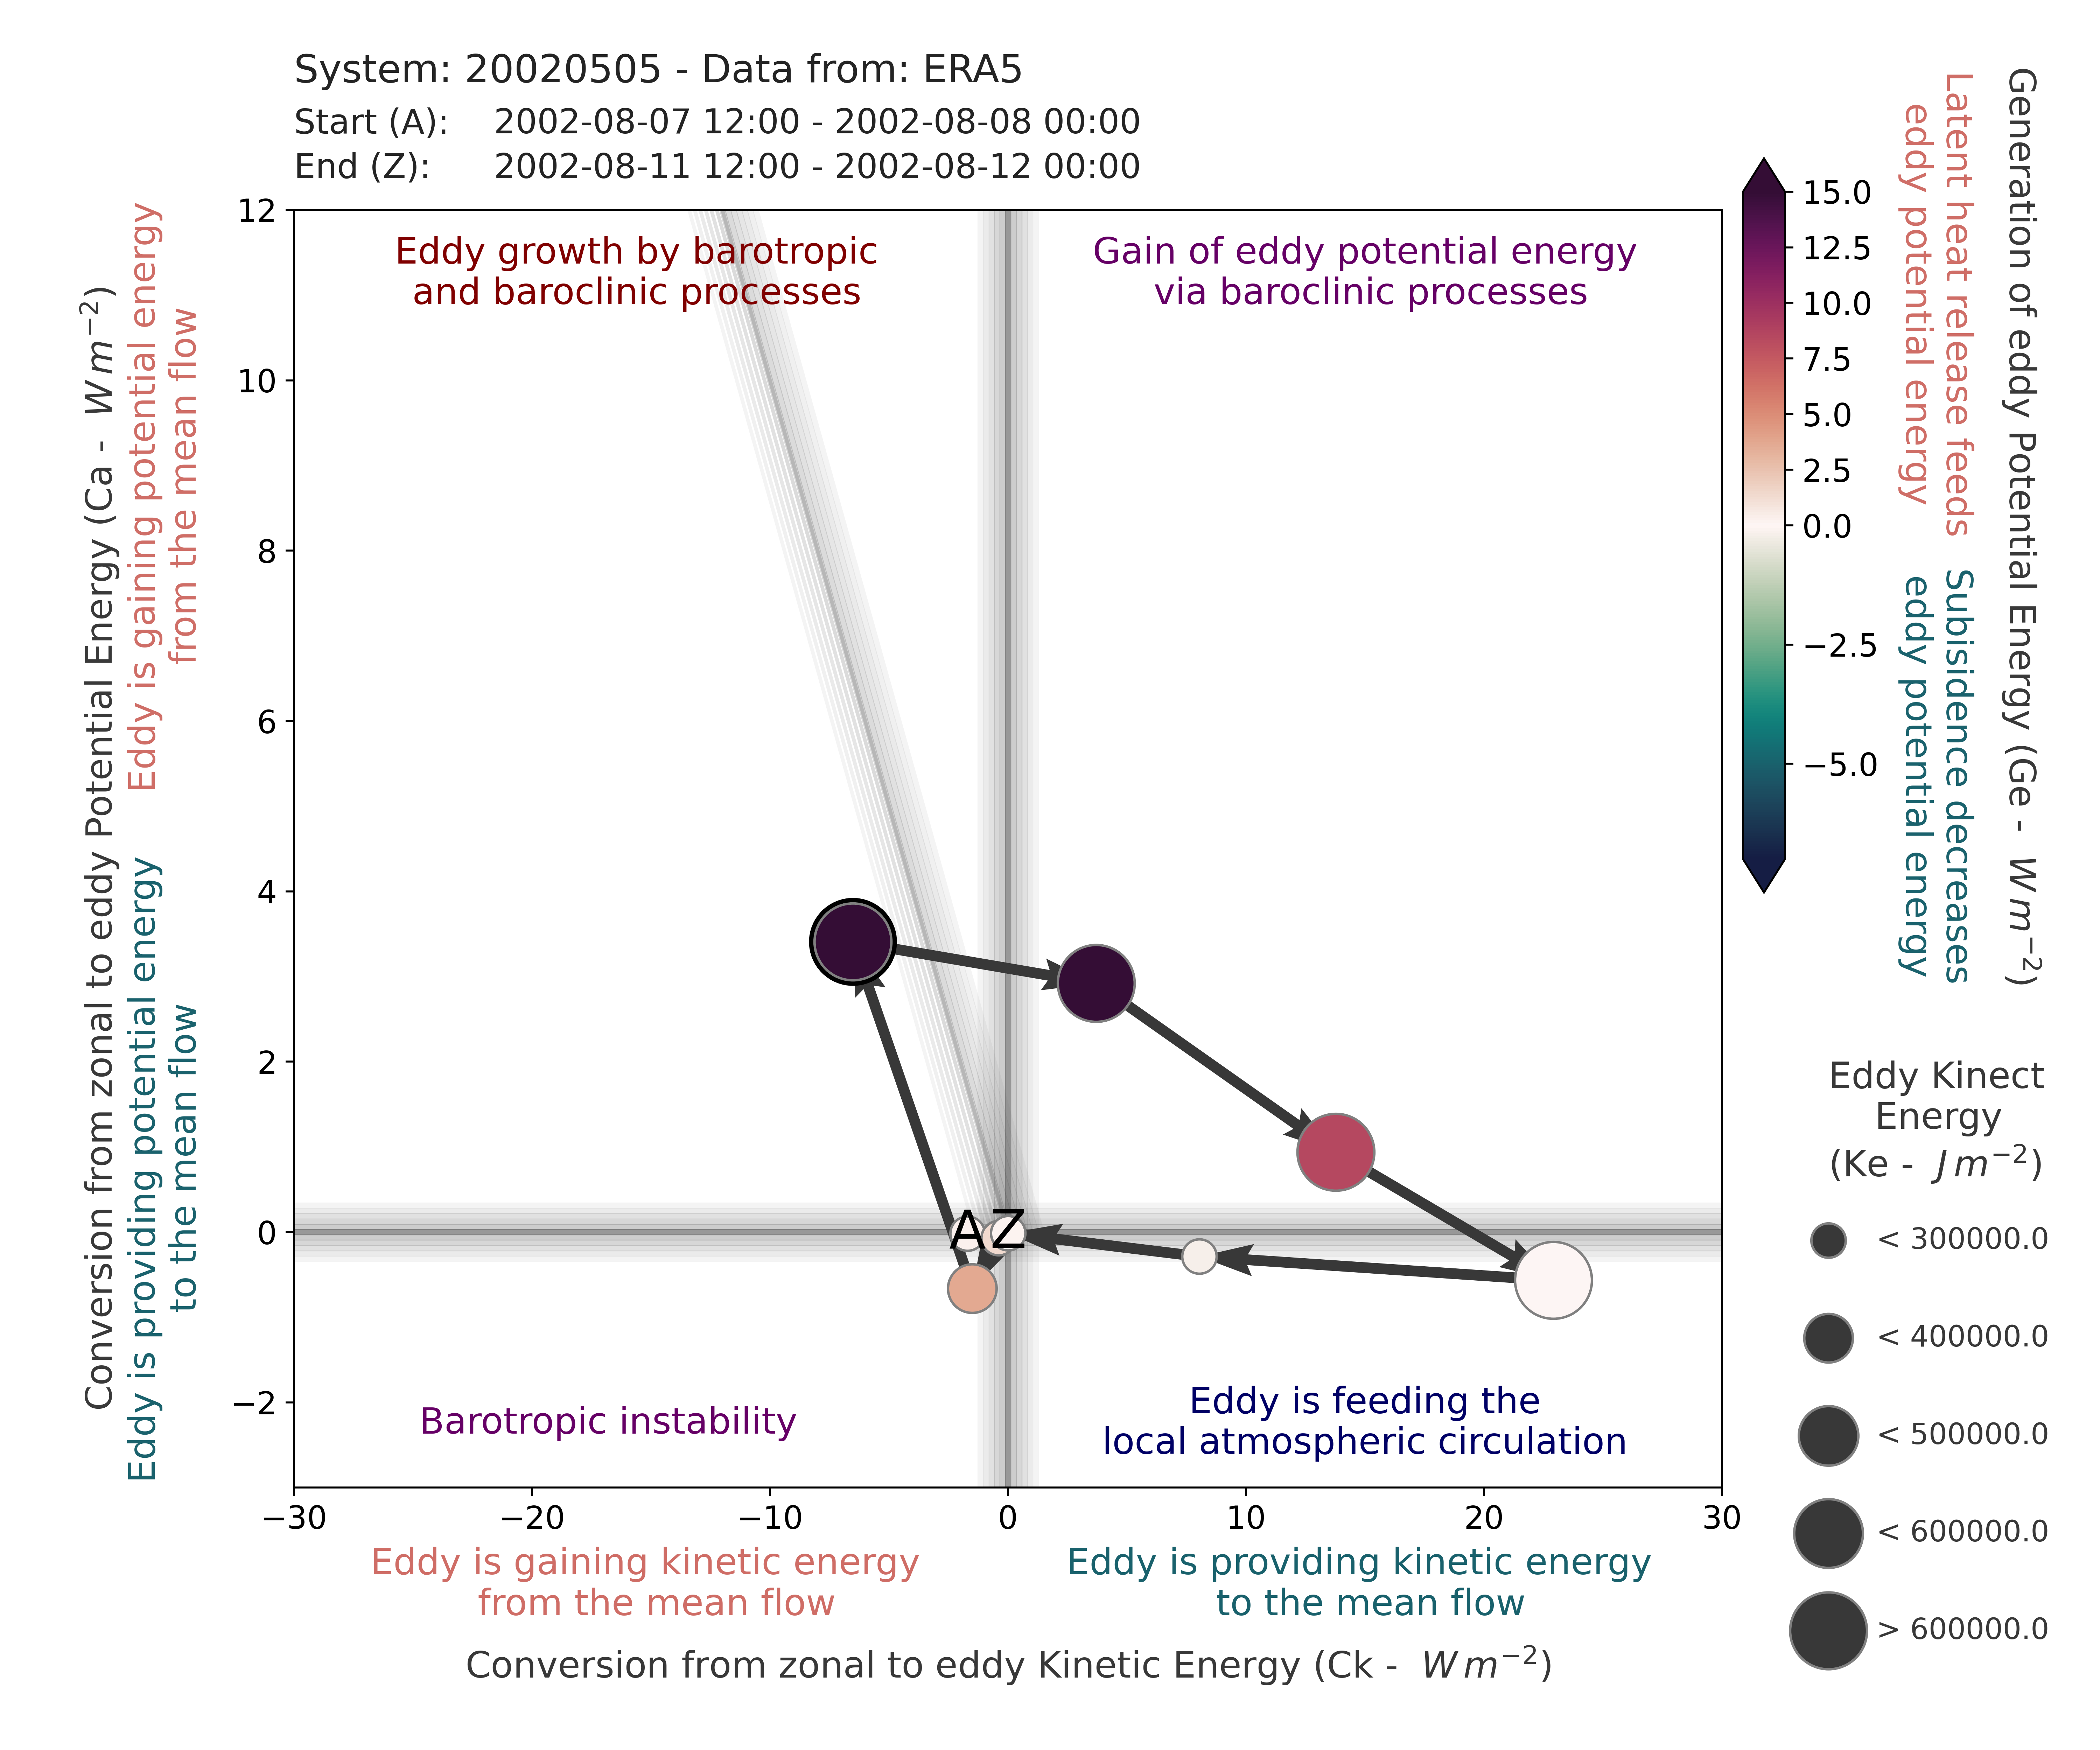 System: 20020505 - Data from: ERA5
Start (A): 2002-08-07 12:00 - 2002-08-08 00:00
End (Z): 2002-08-11 12:00 - 2002-08-12 00:00
Conversion from zonal to eddy Potential Energy (Ca - W m⁻²)
Eddy is gaining potential energy
from the mean flow
Eddy is providing potential energy
to the mean flow
12
10
8
6
4
2
0
−2
Eddy growth by barotropic
and baroclinic processes
Gain of eddy potential energy
via baroclinic processes
A Z
Barotropic instability
Eddy is feeding the
local atmospheric circulation
−30 −20 −10 0 10 20 30
Eddy is gaining kinetic energy
from the mean flow
Eddy is providing kinetic energy
to the mean flow
Conversion from zonal to eddy Kinetic Energy (Ck - W m⁻²)
15.0
12.5
10.0
7.5
5.0
2.5
0.0
−2.5
−5.0
Latent heat release feeds
eddy potential energy
Subisidence decreases
eddy potential energy
Generation of eddy Potential Energy (Ge - W m⁻²)
Eddy Kinect
Energy
(Ke - J m⁻²)
< 300000.0
< 400000.0
< 500000.0
< 600000.0
> 600000.0